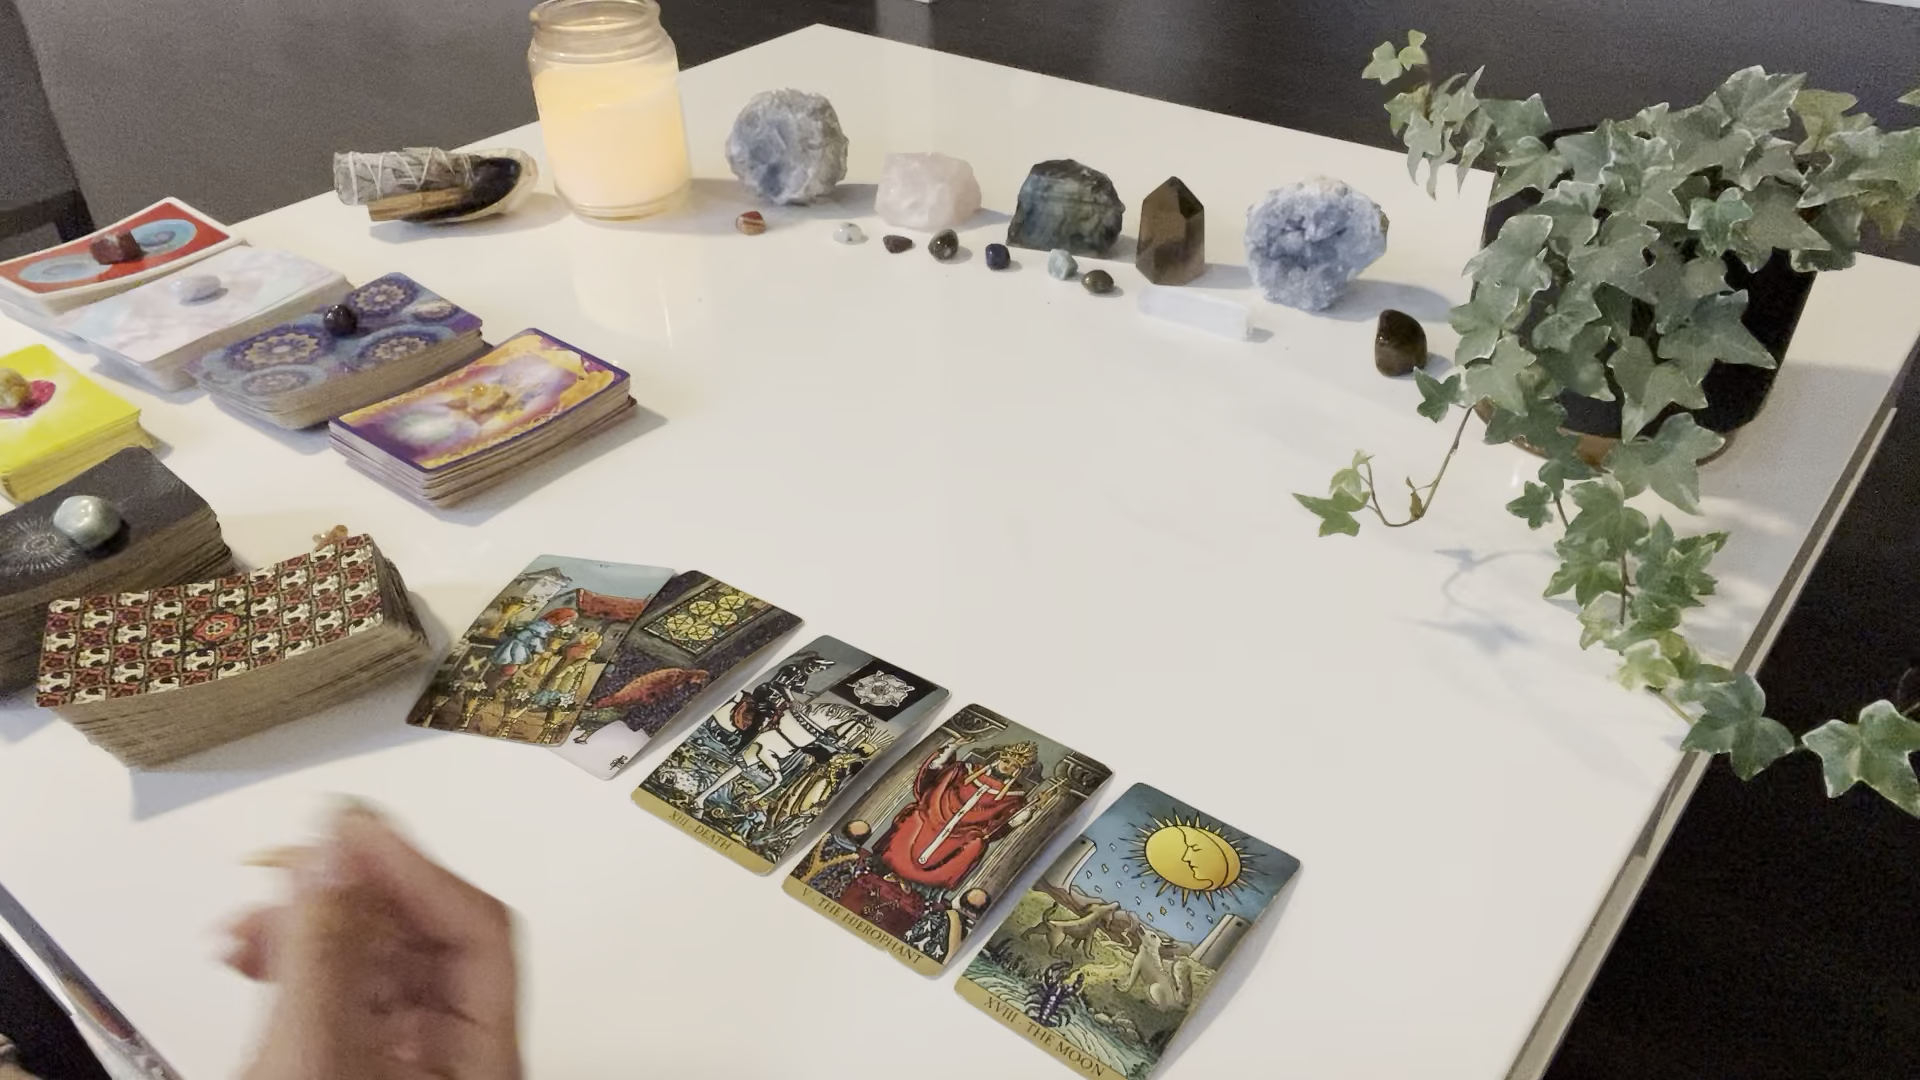 XIII · DEATH
V · THE HIEROPHANT
XVIII · THE MOON